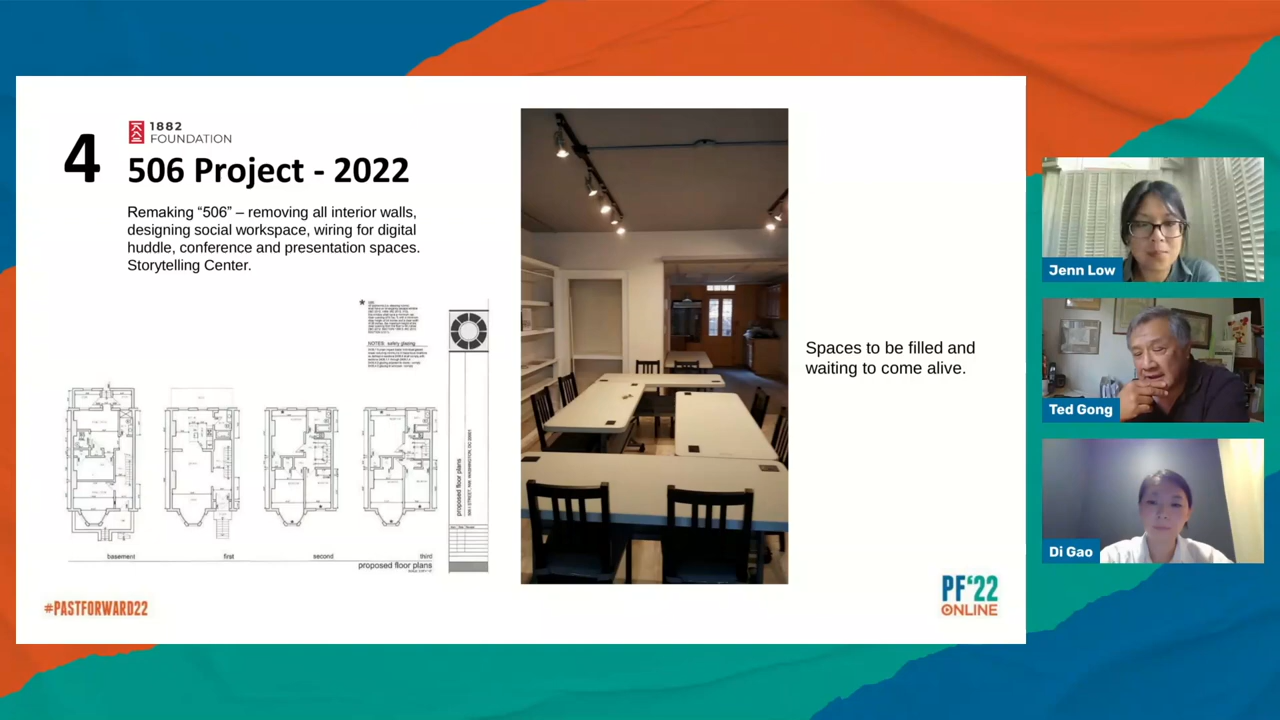 4
1882
FOUNDATION
506 Project - 2022
Remaking “506” – removing all interior walls,
designing social workspace, wiring for digital
huddle, conference and presentation spaces.
Storytelling Center.
NOTES: safety glazing
proposed floor plans
basement
first
second
third
proposed floor plans
Spaces to be filled and
waiting to come alive.
#PASTFORWARD22
PF‘22
ONLINE
Jenn Low
Ted Gong
Di Gao